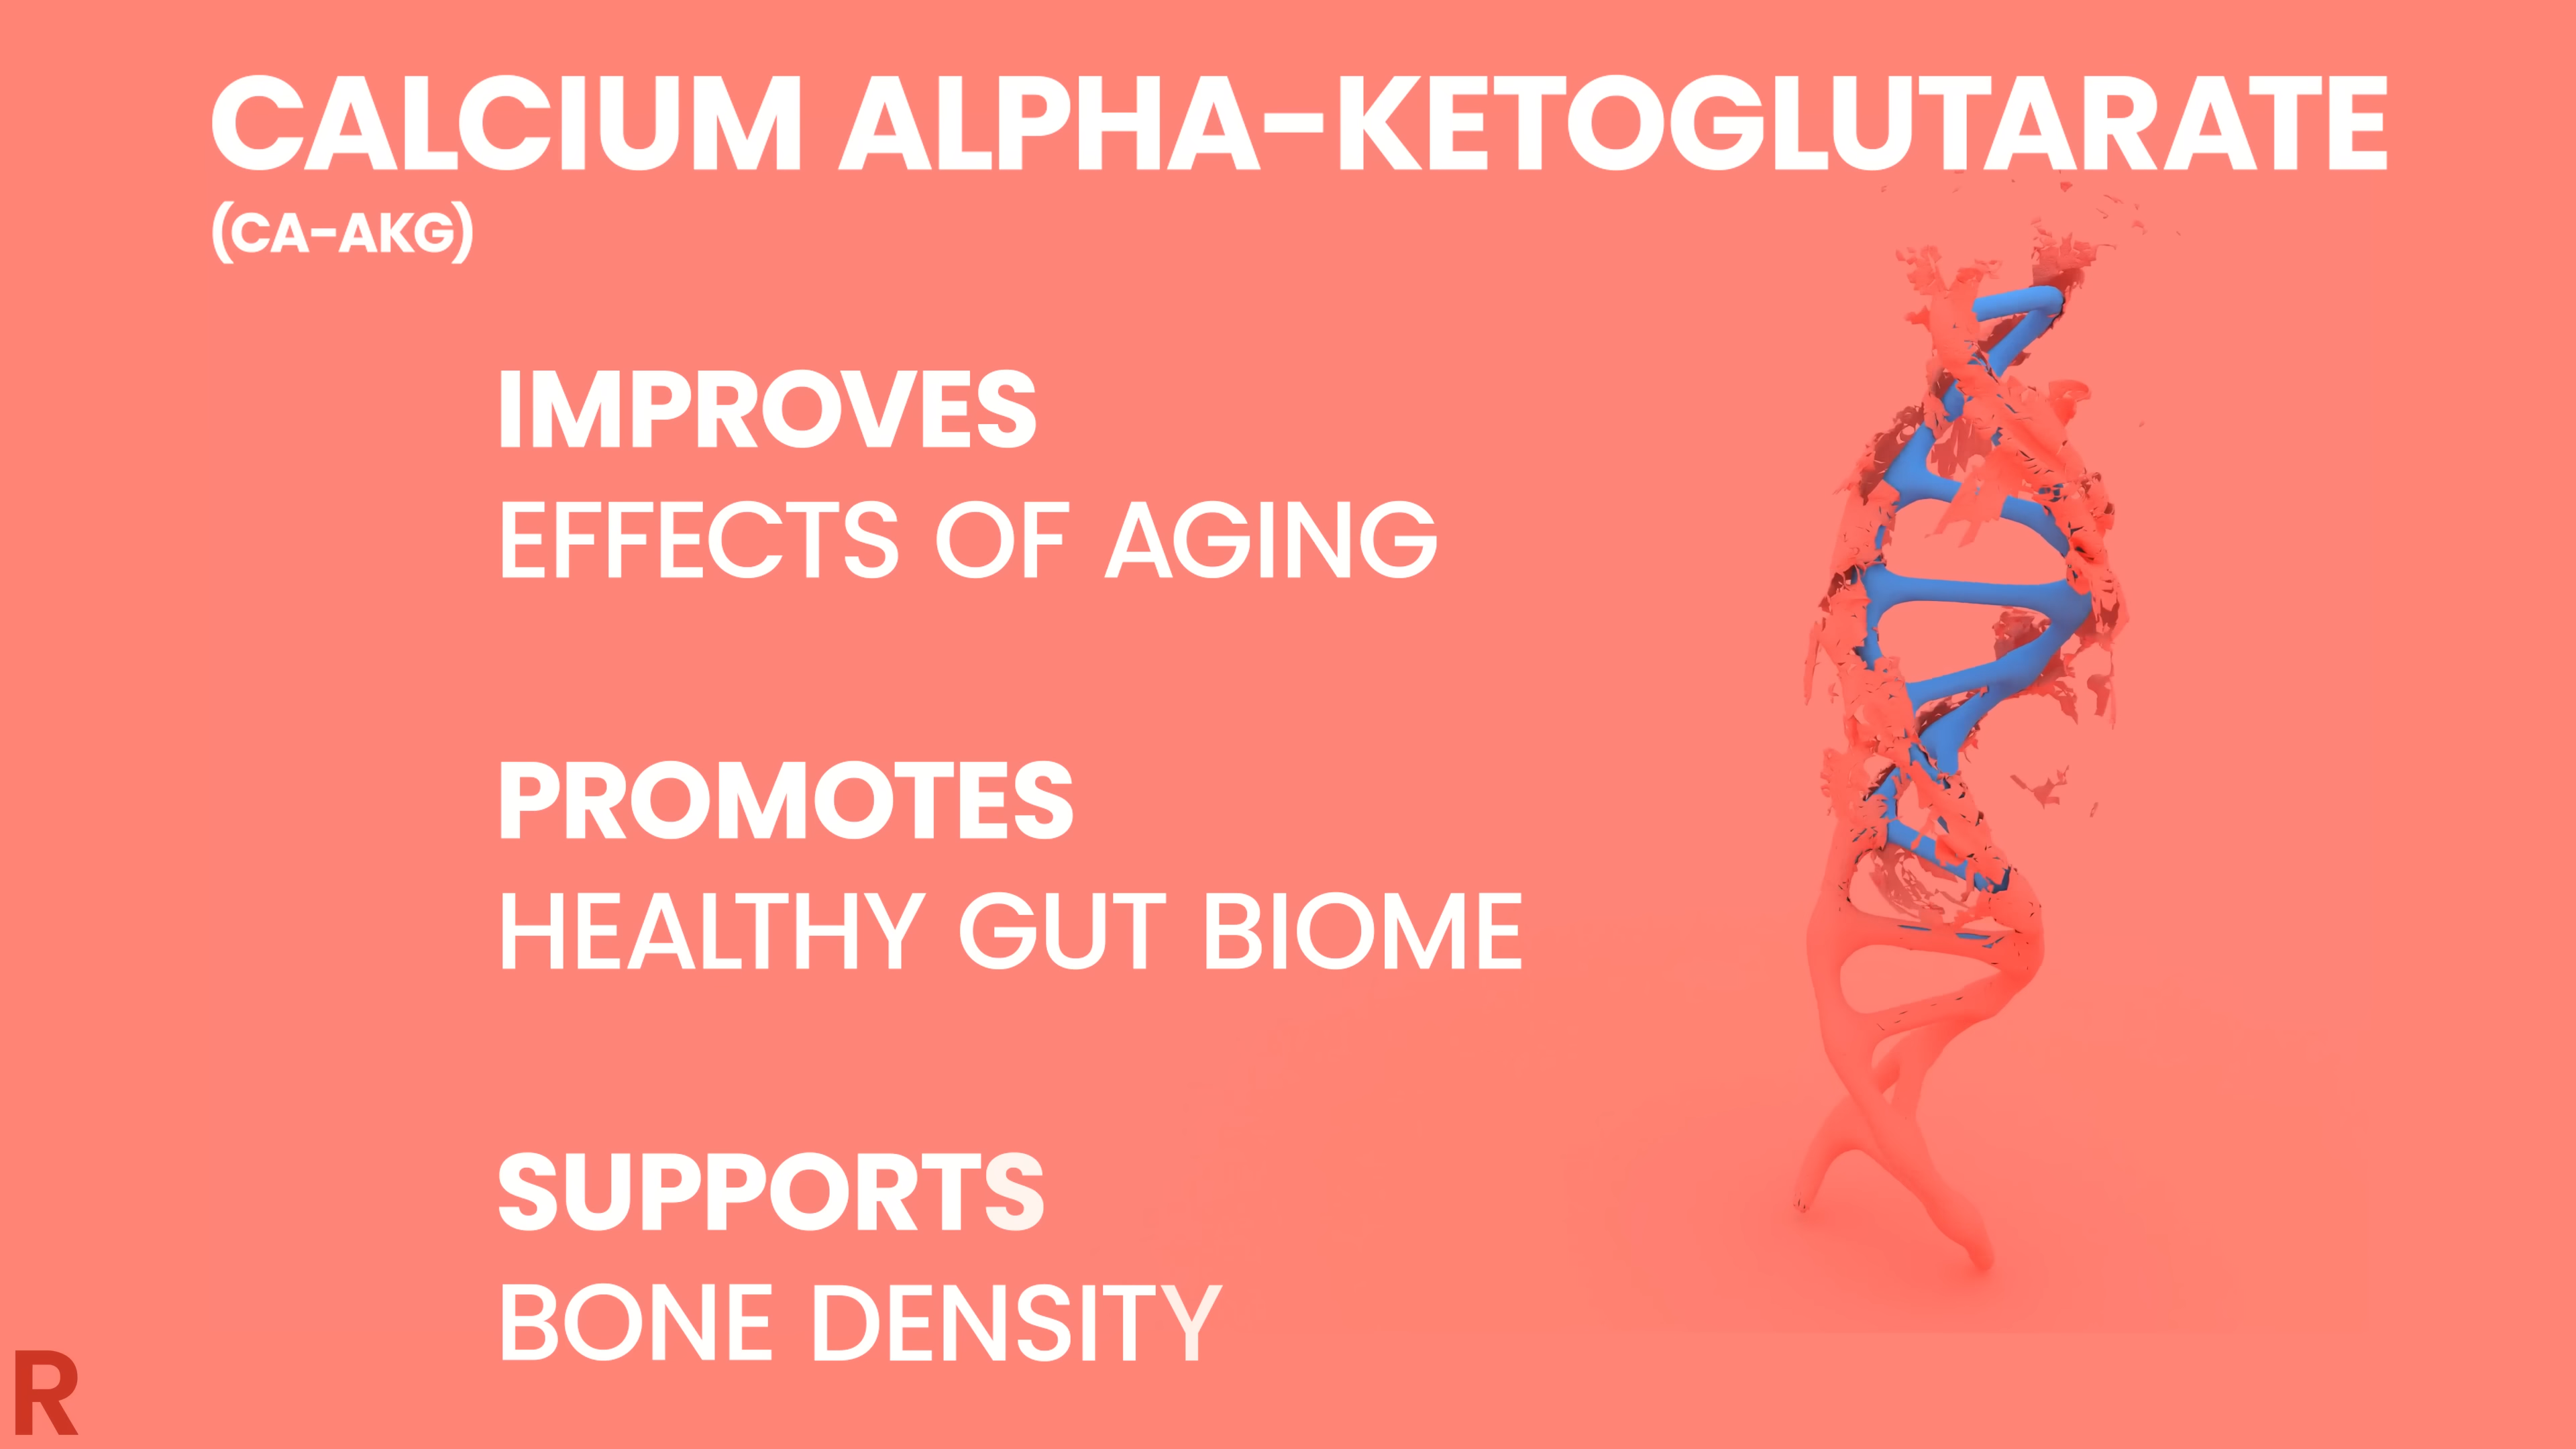 CALCIUM ALPHA-KETOGLUTARATE
(CA-AKG)
IMPROVES
EFFECTS OF AGING
PROMOTES
HEALTHY GUT BIOME
SUPPORTS
BONE DENSITY
R